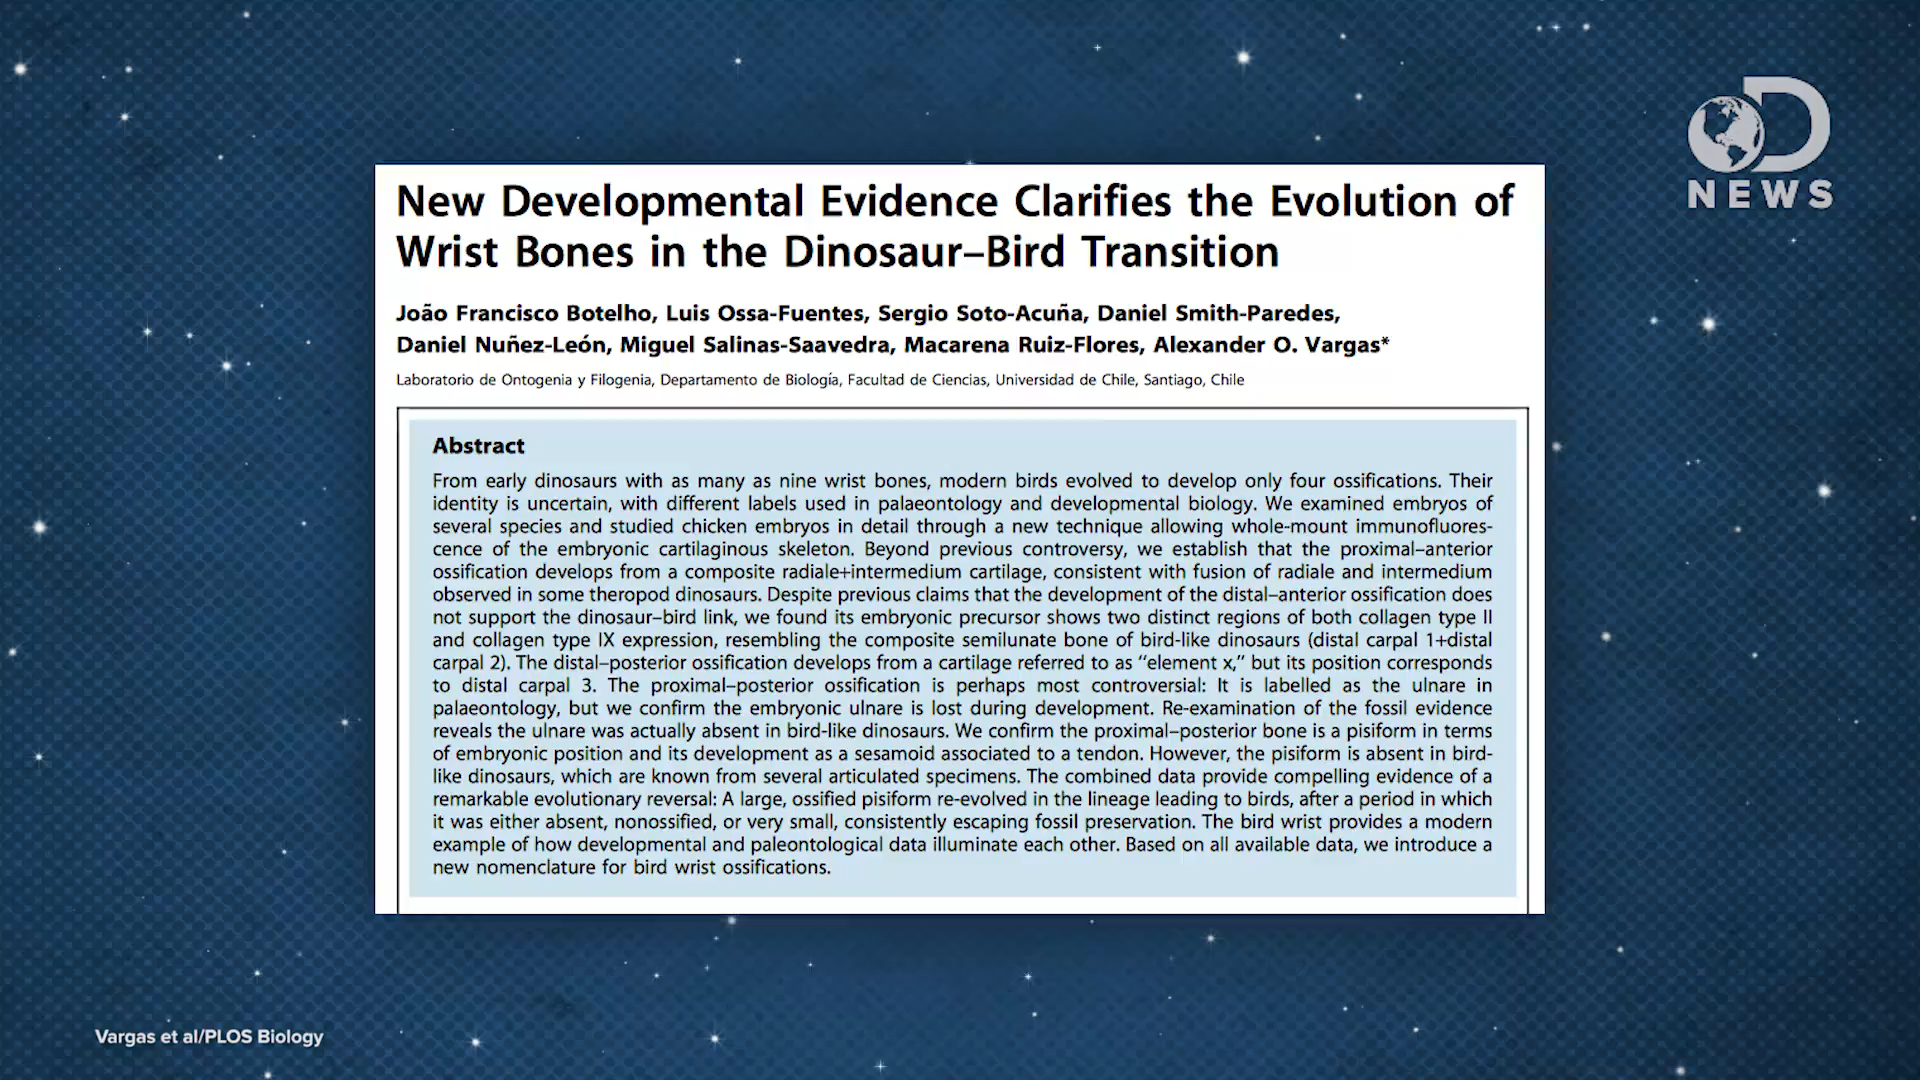 D
NEWS
New Developmental Evidence Clarifies the Evolution of
Wrist Bones in the Dinosaur–Bird Transition
João Francisco Botelho, Luis Ossa-Fuentes, Sergio Soto-Acuña, Daniel Smith-Paredes,
Daniel Nuñez-León, Miguel Salinas-Saavedra, Macarena Ruiz-Flores, Alexander O. Vargas*
Laboratorio de Ontogenia y Filogenia, Departamento de Biología, Facultad de Ciencias, Universidad de Chile, Santiago, Chile
Abstract
From early dinosaurs with as many as nine wrist bones, modern birds evolved to develop only four ossifications. Their
identity is uncertain, with different labels used in palaeontology and developmental biology. We examined embryos of
several species and studied chicken embryos in detail through a new technique allowing whole-mount immunofluores-
cence of the embryonic cartilaginous skeleton. Beyond previous controversy, we establish that the proximal–anterior
ossification develops from a composite radiale+intermedium cartilage, consistent with fusion of radiale and intermedium
observed in some theropod dinosaurs. Despite previous claims that the development of the distal–anterior ossification does
not support the dinosaur–bird link, we found its embryonic precursor shows two distinct regions of both collagen type II
and collagen type IX expression, resembling the composite semilunate bone of bird-like dinosaurs (distal carpal 1+distal
carpal 2). The distal–posterior ossification develops from a cartilage referred to as “element x,” but its position corresponds
to distal carpal 3. The proximal–posterior ossification is perhaps most controversial: It is labelled as the ulnare in
palaeontology, but we confirm the embryonic ulnare is lost during development. Re-examination of the fossil evidence
reveals the ulnare was actually absent in bird-like dinosaurs. We confirm the proximal–posterior bone is a pisiform in terms
of embryonic position and its development as a sesamoid associated to a tendon. However, the pisiform is absent in bird-
like dinosaurs, which are known from several articulated specimens. The combined data provide compelling evidence of a
remarkable evolutionary reversal: A large, ossified pisiform re-evolved in the lineage leading to birds, after a period in which
it was either absent, nonossified, or very small, consistently escaping fossil preservation. The bird wrist provides a modern
example of how developmental and paleontological data illuminate each other. Based on all available data, we introduce a
new nomenclature for bird wrist ossifications.
Vargas et al/PLOS Biology